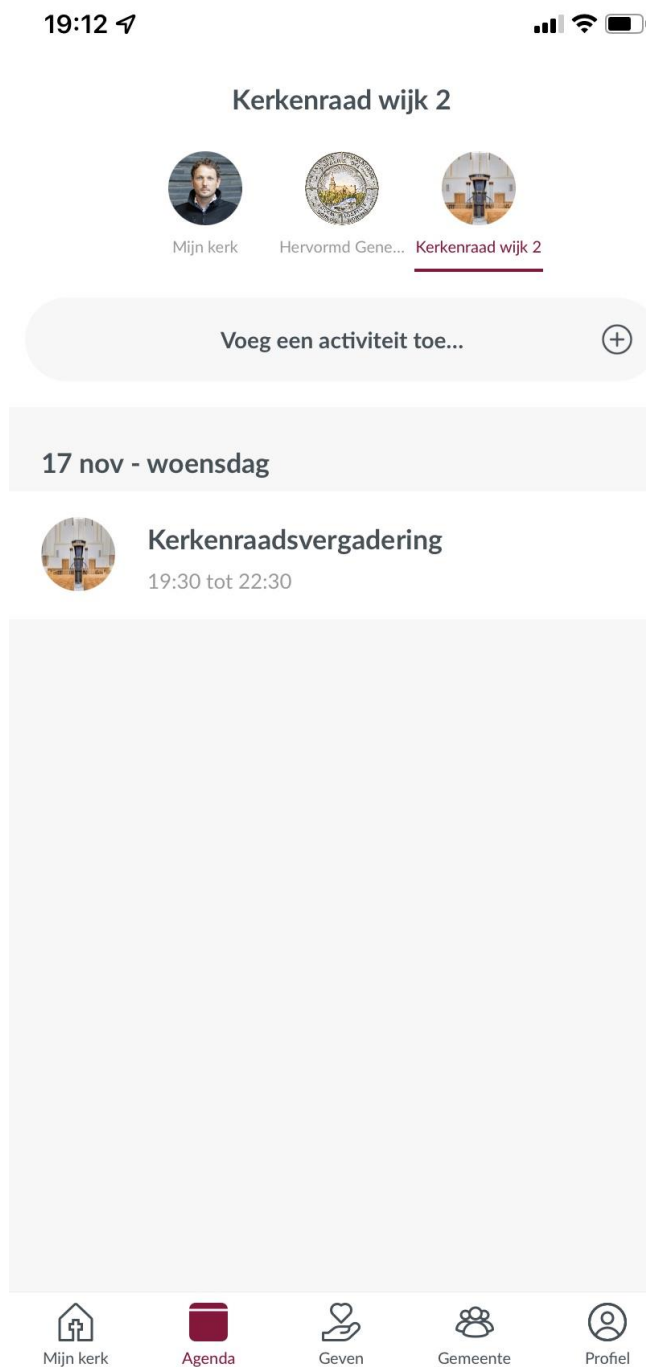 19:12
Kerkenraad wijk 2
Mijn kerk
Hervormd Gene...
Kerkenraad wijk 2
Voeg een activiteit toe...
17 nov - woensdag
Kerkenraadsvergadering
19:30 tot 22:30
Mijn kerk
Agenda
Geven
Gemeente
Profiel